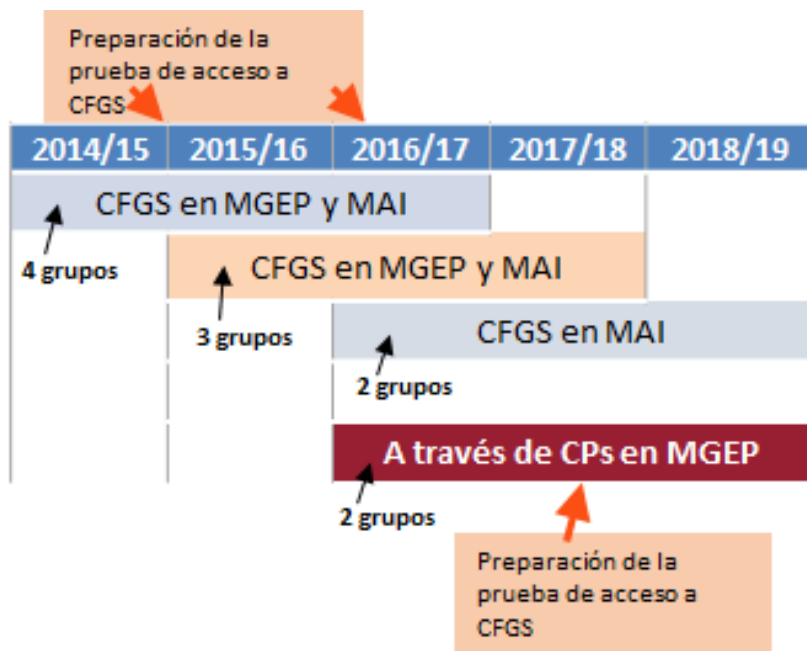 Preparación de la
prueba de acceso a
CFGS
2014/15 2015/16 2016/17 2017/18 2018/19
CFGS en MGEP y MAI
4 grupos
CFGS en MGEP y MAI
3 grupos
CFGS en MAI
2 grupos
A través de CPs en MGEP
2 grupos
Preparación de la
prueba de acceso a
CFGS